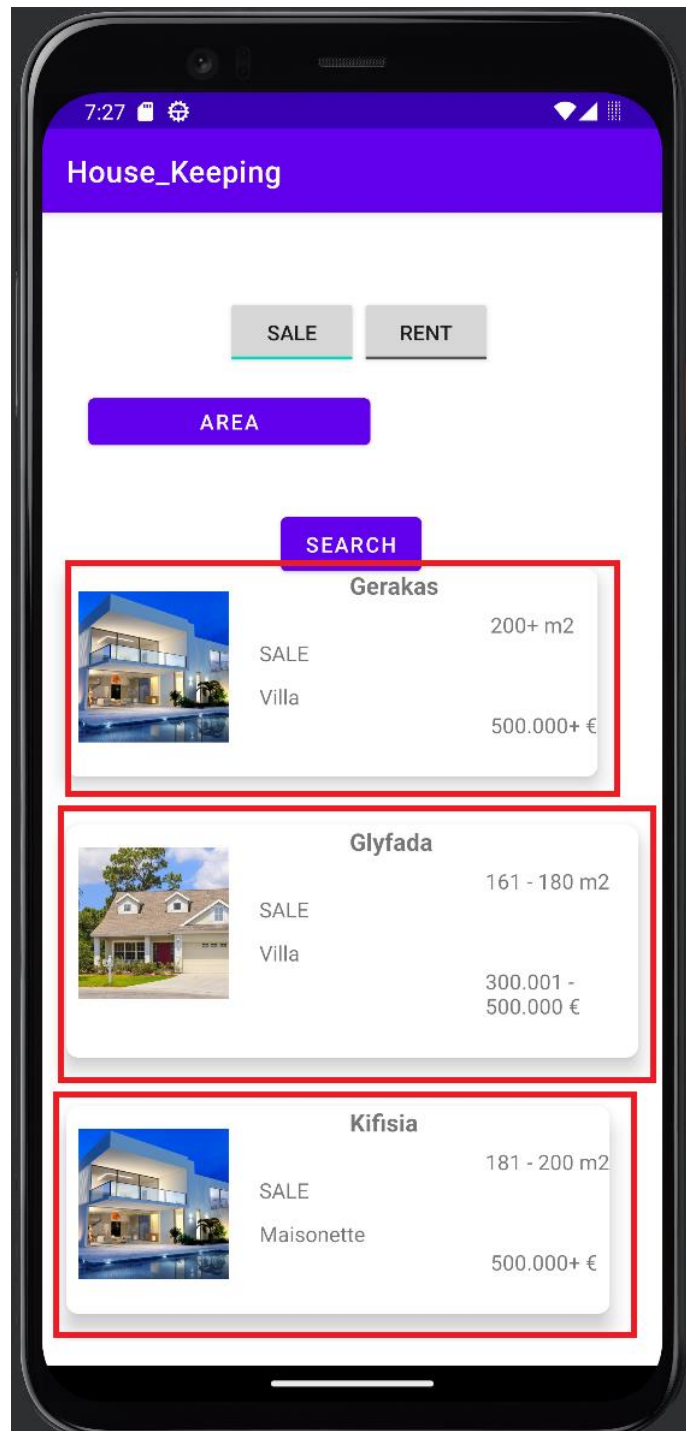 7:27
House_Keeping
SALE RENT
AREA
SEARCH
Gerakas
200+ m2
SALE
Villa
500.000+ €
Glyfada
161 - 180 m2
SALE
Villa
300.001 -
500.000 €
Kifisia
181 - 200 m2
SALE
Maisonette
500.000+ €